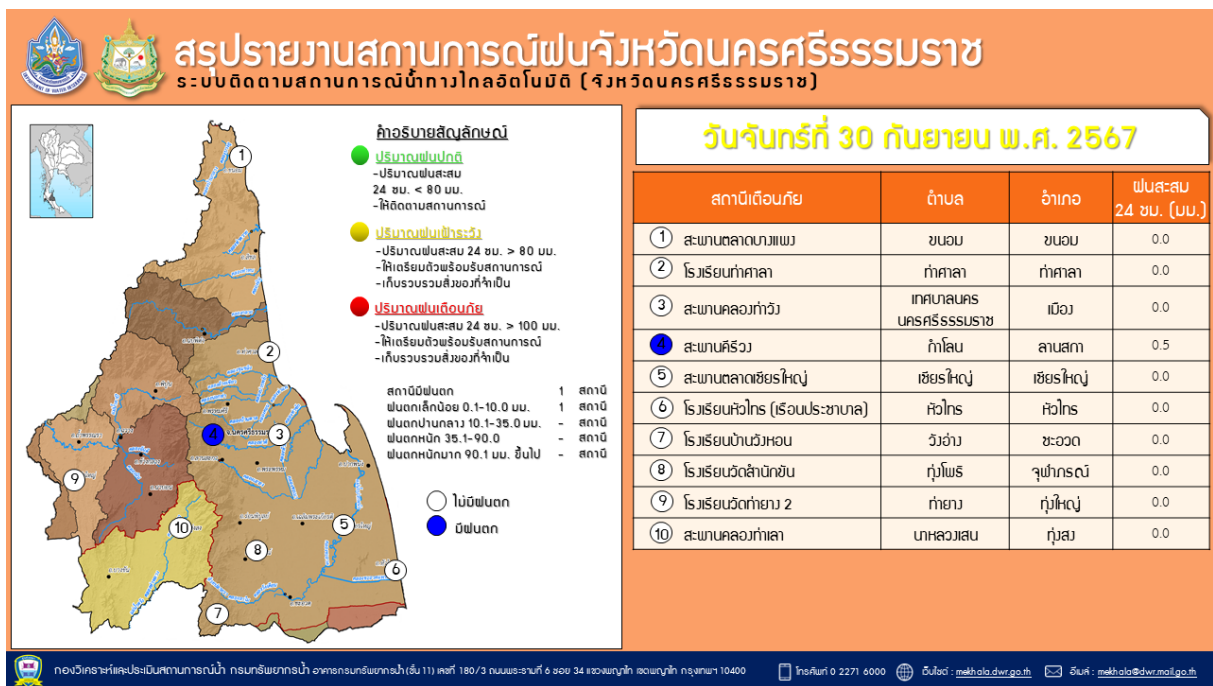 สรุปรายงานสถานการณ์ฝนจังหวัดนครศรีธรรมราช
ระบบติดตามสถานการณ์น้ำทางไกลอัตโนมัติ (จังหวัดนครศรีธรรมราช)
คำอธิบายสัญลักษณ์
ปริมาณฝนปกติ
-ปริมาณฝนสะสม
24 ชม. < 80 มม.
-ให้ติดตามสถานการณ์
ปริมาณฝนเฝ้าระวัง
-ปริมาณฝนสะสม 24 ชม. > 80 มม.
-ให้เตรียมตัวพร้อมรับสถานการณ์
-เก็บรวบรวมสิ่งของที่จำเป็น
ปริมาณฝนเตือนภัย
-ปริมาณฝนสะสม 24 ชม. > 100 มม.
-ให้เตรียมตัวพร้อมรับสถานการณ์
-เก็บรวบรวมสิ่งของที่จำเป็น
สถานีมีฝนตก 1 สถานี
ฝนตกเล็กน้อย 0.1-10.0 มม. 1 สถานี
ฝนตกปานกลาง 10.1-35.0 มม. - สถานี
ฝนตกหนัก 35.1-90.0 - สถานี
ฝนตกหนักมาก 90.1 มม. ขึ้นไป - สถานี
ไม่มีฝนตก
มีฝนตก
1
2
3
4
5
6
7
8
9
10
วันจันทร์ที่ 30 กันยายน พ.ศ. 2567
สถานีเตือนภัย ตำบล อำเภอ ฝนสะสม
24 ชม. (มม.)
1 สะพานตลาดบางแพง ขนอม ขนอม 0.0
2 โรงเรียนท่าศาลา ท่าศาลา ท่าศาลา 0.0
3 สะพานคลองท่าวัง เทศบาลนคร
นครศรีธรรมราช เมือง 0.0
4 สะพานคีรีวง กำโลน ลานสกา 0.5
5 สะพานตลาดเชียรใหญ่ เชียรใหญ่ เชียรใหญ่ 0.0
6 โรงเรียนหัวไทร (เรือนประชาบาล) หัวไทร หัวไทร 0.0
7 โรงเรียนบ้านวังหอน วังอ่าง ชะอวด 0.0
8 โรงเรียนวัดสำนักขัน ทุ่งโพธิ จุฬาภรณ์ 0.0
9 โรงเรียนวัดท่ายาง 2 ท่ายาง ทุ่งใหญ่ 0.0
10 สะพานคลองท่าเลา นาหลวงเสน ทุ่งสง 0.0
กองวิเคราะห์และประเมินสถานการณ์น้ำ กรมทรัพยากรน้ำ อาคารกรมทรัพยากรน้ำ (ชั้น 11) เลขที่ 180/3 ถนนพระรามที่ 6 ซอย 34 แขวงพญาไท เขตพญาไท กรุงเทพฯ 10400 โทรศัพท์ 0 2271 6000 เว็บไซต์ : mekhala.dwr.go.th อีเมล์ : mekhala@dwr.mail.go.th